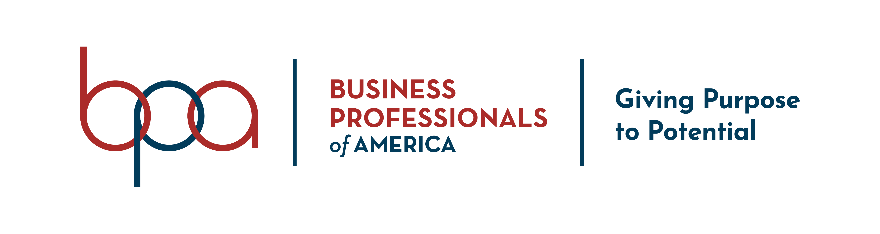 bpa
BUSINESS
PROFESSIONALS
of AMERICA
Giving Purpose
to Potential